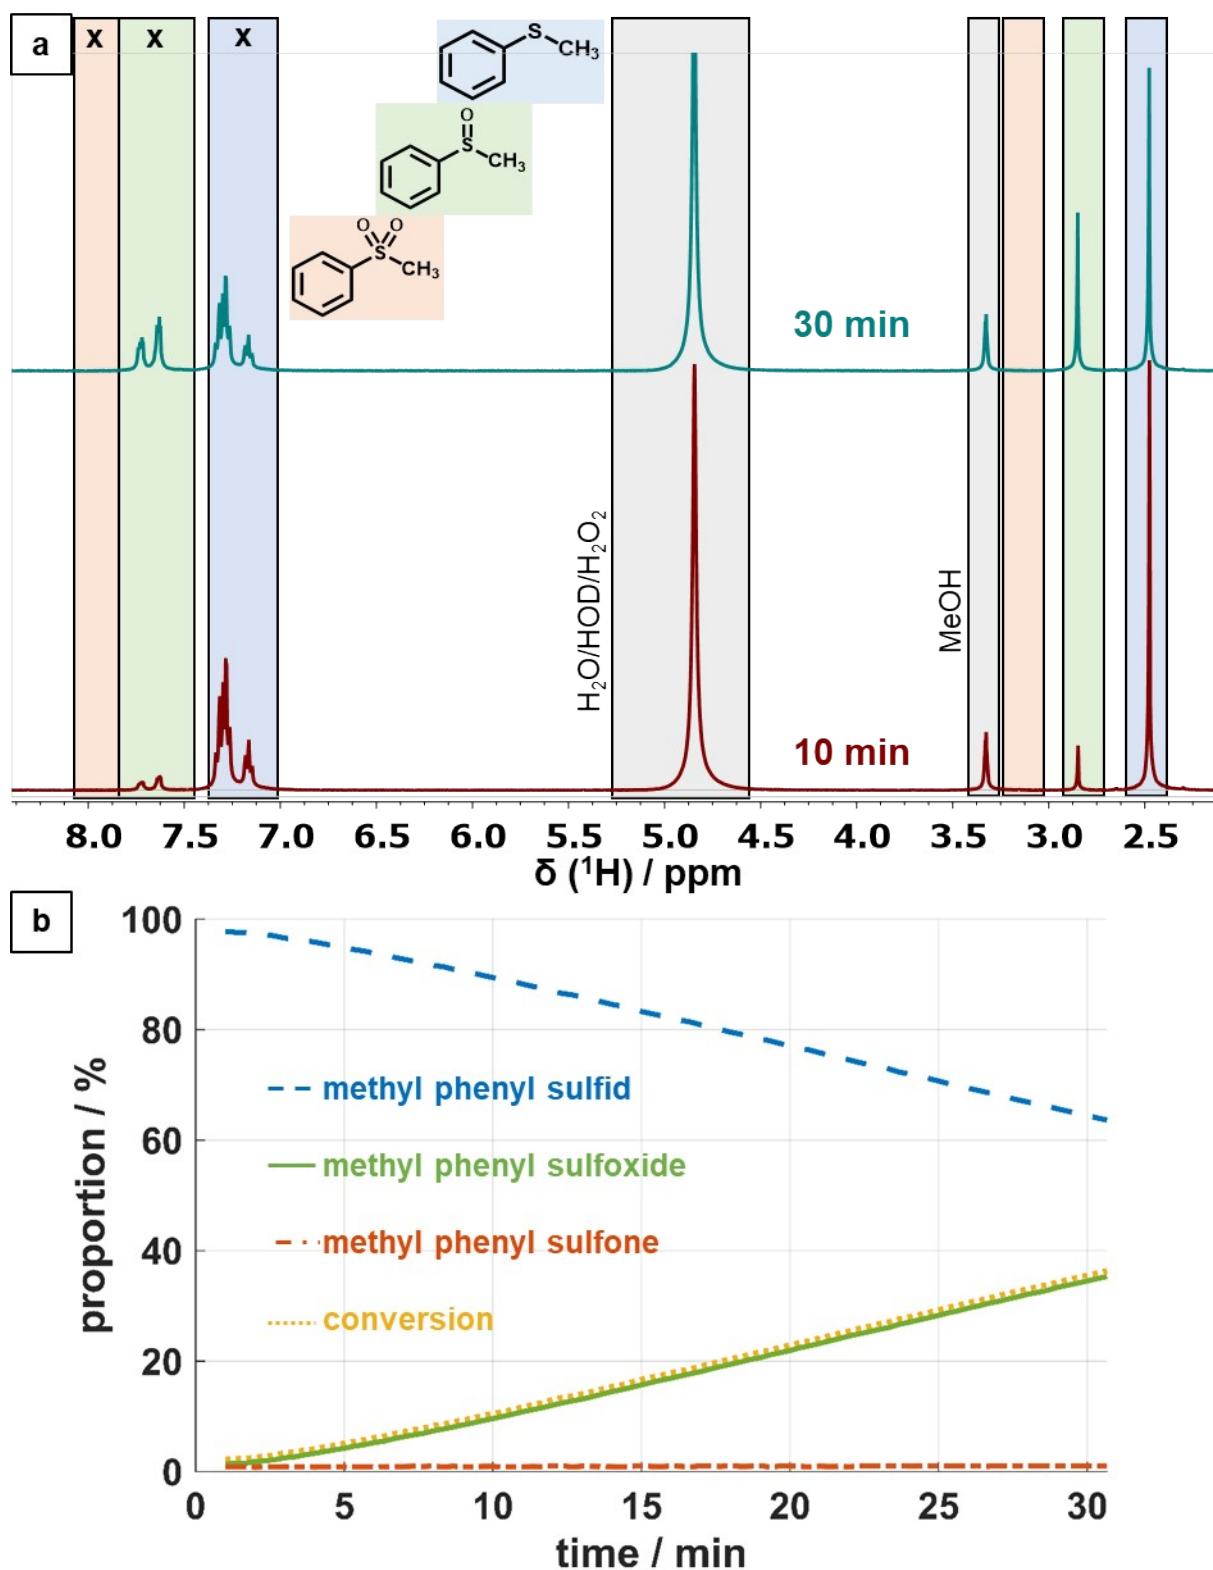 a
x x x
S
CH₃
O
S
CH₃
O O
S
CH₃
30 min
H₂O/HOD/H₂O₂
MeOH
10 min
8.0 7.5 7.0 6.5 6.0 5.5 5.0 4.5 4.0 3.5 3.0 2.5
δ (¹H) / ppm
b
100
80
60
40
20
0
proportion / %
methyl phenyl sulfid
methyl phenyl sulfoxide
methyl phenyl sulfone
conversion
0 5 10 15 20 25 30
time / min